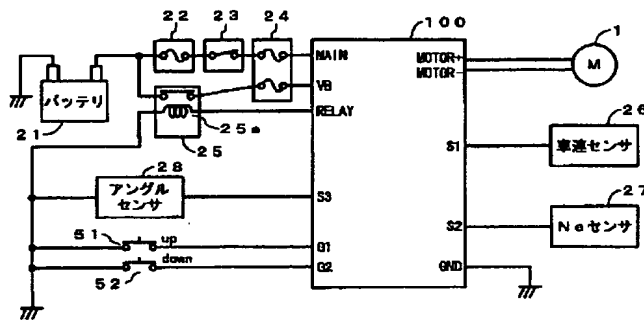 22
23
24
100
1
MAIN
MOTOR+
MOTOR-
M
VB
バッテリ
21
RELAY
25a
25
26
S1
車速センサ
28
アングル
センサ
S3
27
S2
Neセンサ
51
up
G1
down
G2
52
GND